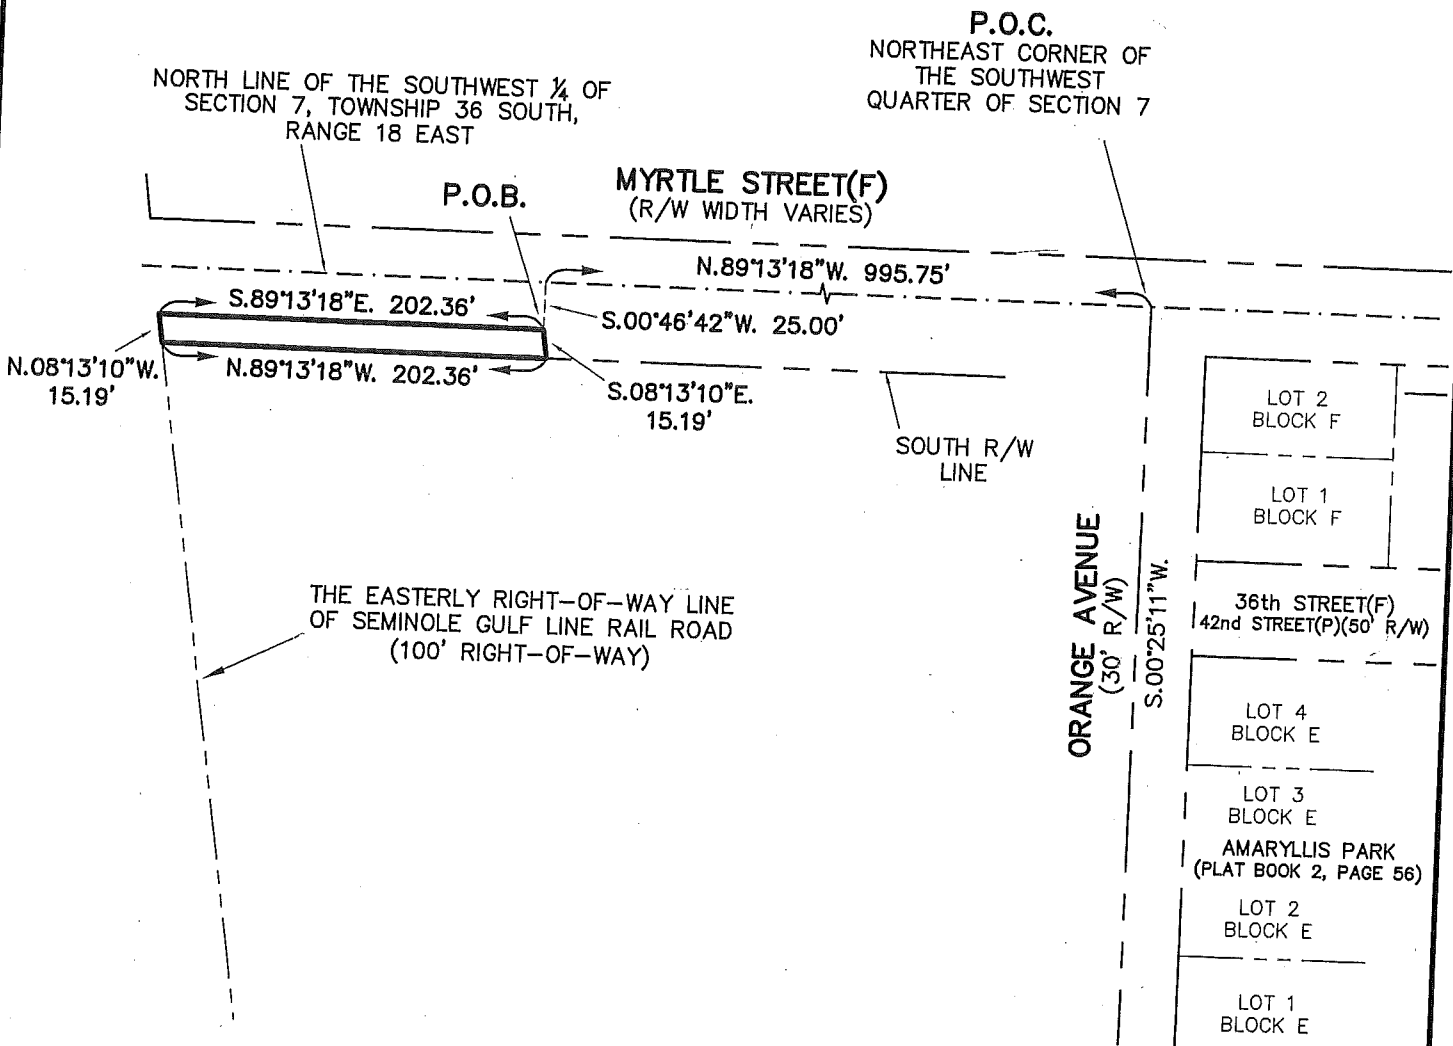 P.O.C.
NORTHEAST CORNER OF
THE SOUTHWEST
QUARTER OF SECTION 7
NORTH LINE OF THE SOUTHWEST ¼ OF
SECTION 7, TOWNSHIP 36 SOUTH,
RANGE 18 EAST
P.O.B.
MYRTLE STREET(F)
(R/W WIDTH VARIES)
N.89°13'18"W. 995.75'
S.89°13'18"E. 202.36'
S.00°46'42"W. 25.00'
N.08°13'10"W.
15.19'
N.89°13'18"W. 202.36'
S.08°13'10"E.
15.19'
SOUTH R/W
LINE
LOT 2
BLOCK F
LOT 1
BLOCK F
ORANGE AVENUE
(30' R/W)
S.00°25'11"W.
36th STREET(F)
42nd STREET(P)(50' R/W)
THE EASTERLY RIGHT-OF-WAY LINE
OF SEMINOLE GULF LINE RAIL ROAD
(100' RIGHT-OF-WAY)
LOT 4
BLOCK E
LOT 3
BLOCK E
AMARYLLIS PARK
(PLAT BOOK 2, PAGE 56)
LOT 2
BLOCK E
LOT 1
BLOCK E